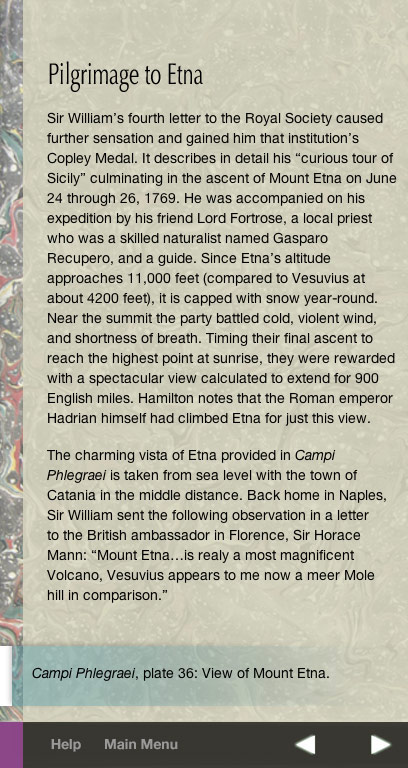 Pilgrimage to Etna
Sir William’s fourth letter to the Royal Society caused
further sensation and gained him that institution’s
Copley Medal. It describes in detail his “curious tour of
Sicily” culminating in the ascent of Mount Etna on June
24 through 26, 1769. He was accompanied on his
expedition by his friend Lord Fortrose, a local priest
who was a skilled naturalist named Gasparo
Recupero, and a guide. Since Etna’s altitude
approaches 11,000 feet (compared to Vesuvius at
about 4200 feet), it is capped with snow year-round.
Near the summit the party battled cold, violent wind,
and shortness of breath. Timing their final ascent to
reach the highest point at sunrise, they were rewarded
with a spectacular view calculated to extend for 900
English miles. Hamilton notes that the Roman emperor
Hadrian himself had climbed Etna for just this view.
The charming vista of Etna provided in Campi
Phlegraei is taken from sea level with the town of
Catania in the middle distance. Back home in Naples,
Sir William sent the following observation in a letter
to the British ambassador in Florence, Sir Horace
Mann: “Mount Etna…is realy a most magnificent
Volcano, Vesuvius appears to me now a meer Mole
hill in comparison.”
Campi Phlegraei, plate 36: View of Mount Etna.
Help Main Menu